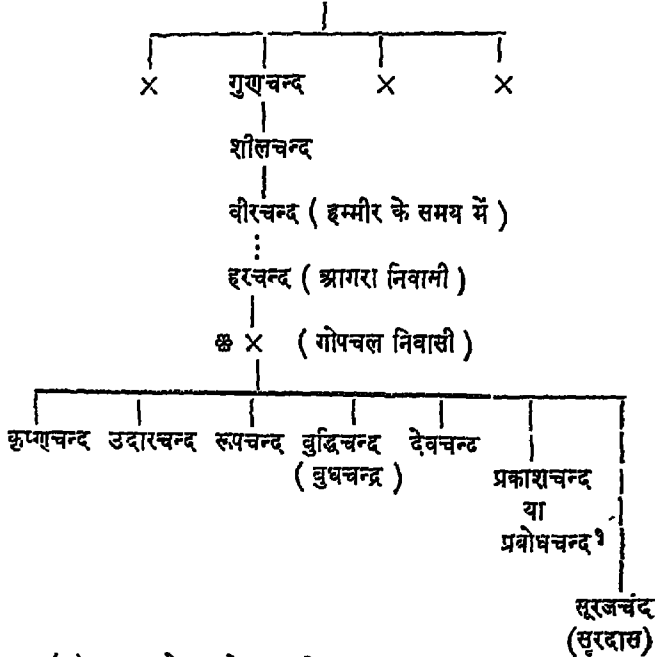 × गुणचन्द × ×
शीलचन्द
वीरचन्द ( हम्मीर के समय में )
हरचन्द ( आगरा निवासी )
❀ × ( गोपचल निवासी )
कृष्णचन्द उदारचन्द रूपचन्द बुद्धिचन्द देवचन्द
( बुधचन्द्र )
प्रकाशचन्द
या
प्रबोधचन्द १
सूरजचंद
(सूरदास)